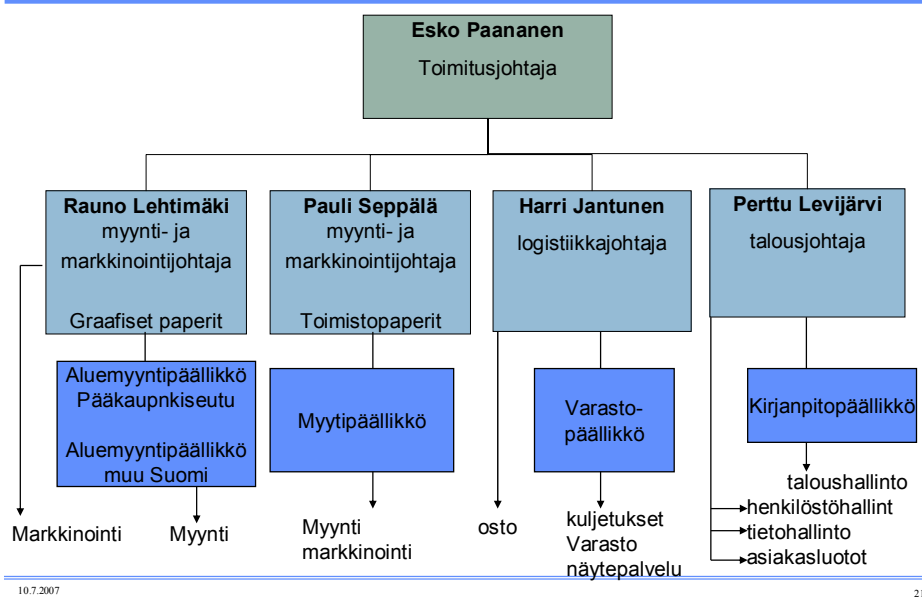 Esko Paananen
Toimitusjohtaja
Rauno Lehtimäki
myynti- ja
markkinointijohtaja
Graafiset paperit
Pauli Seppälä
myynti- ja
markkinointijohtaja
Toimistopaperit
Harri Jantunen
logistiikkajohtaja
Perttu Levijärvi
talousjohtaja
Aluemyyntipäällikkö
Pääkaupnkiseutu
Aluemyyntipäällikkö
muu Suomi
Myytipäällikkö
Varasto-
päällikkö
Kirjanpitopäällikkö
Markkinointi
Myynti
Myynti
markkinointi
osto
kuljetukset
Varasto
näytepalvelu
taloushallinto
henkilöstöhallint
tietohallinto
asiakasluotot
10.7.2007
21